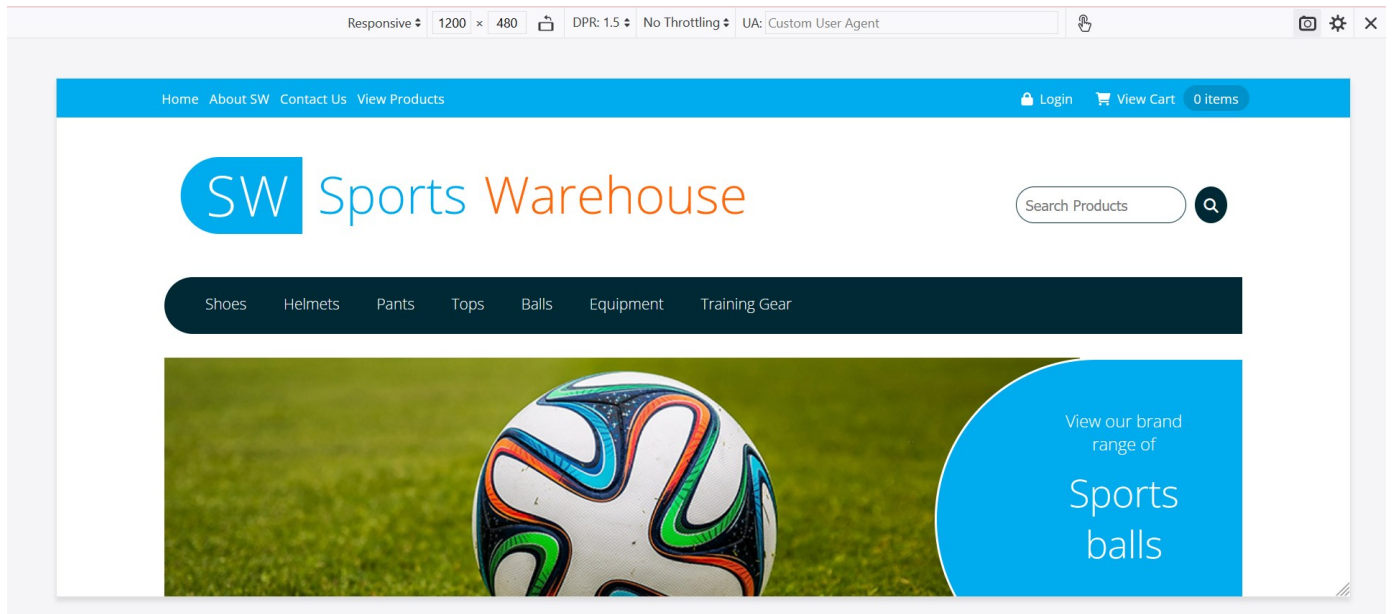 Responsive 1200 × 480 DPR: 1.5 No Throttling UA: Custom User Agent
Home About SW Contact Us View Products Login View Cart 0 items
SW Sports Warehouse
Search Products
Shoes Helmets Pants Tops Balls Equipment Training Gear
View our brand
range of
Sports
balls